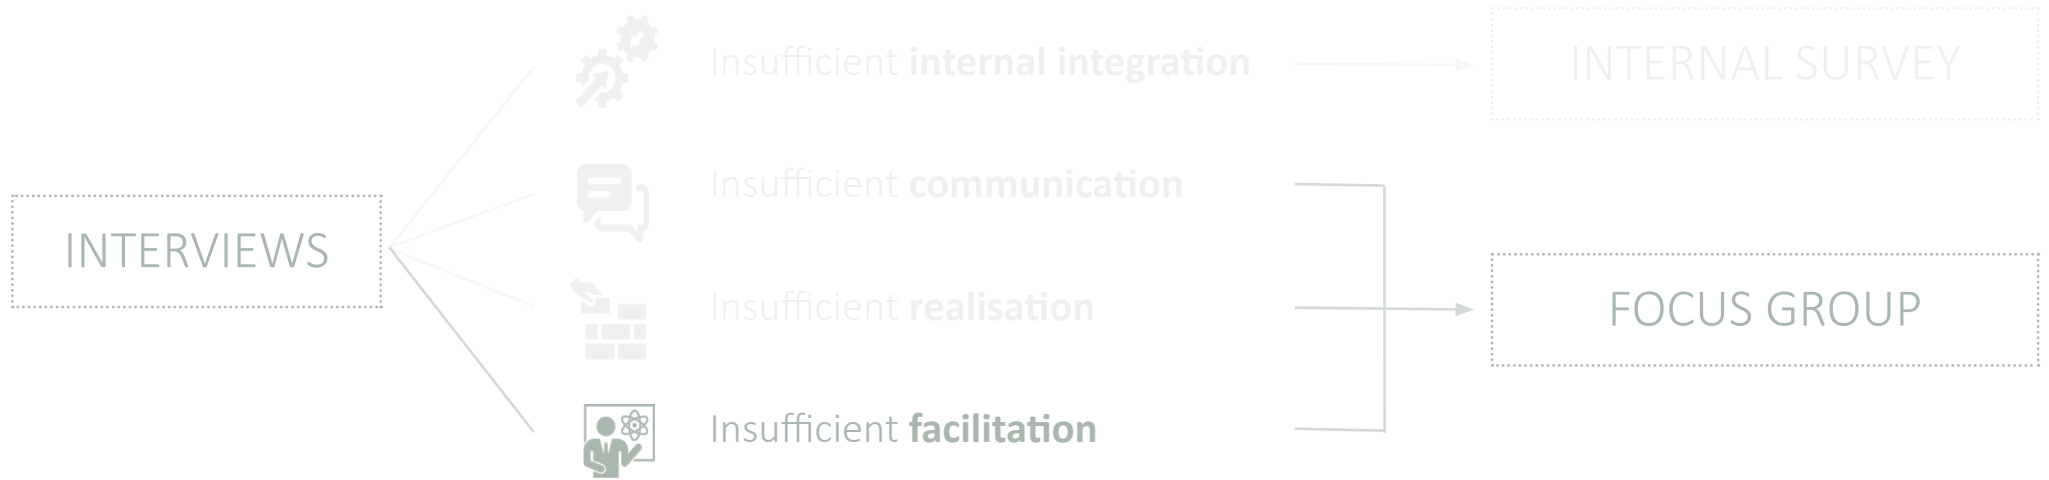 INTERVIEWS
Insufficient internal integration
Insufficient communication
Insufficient realisation
Insufficient facilitation
INTERNAL SURVEY
FOCUS GROUP